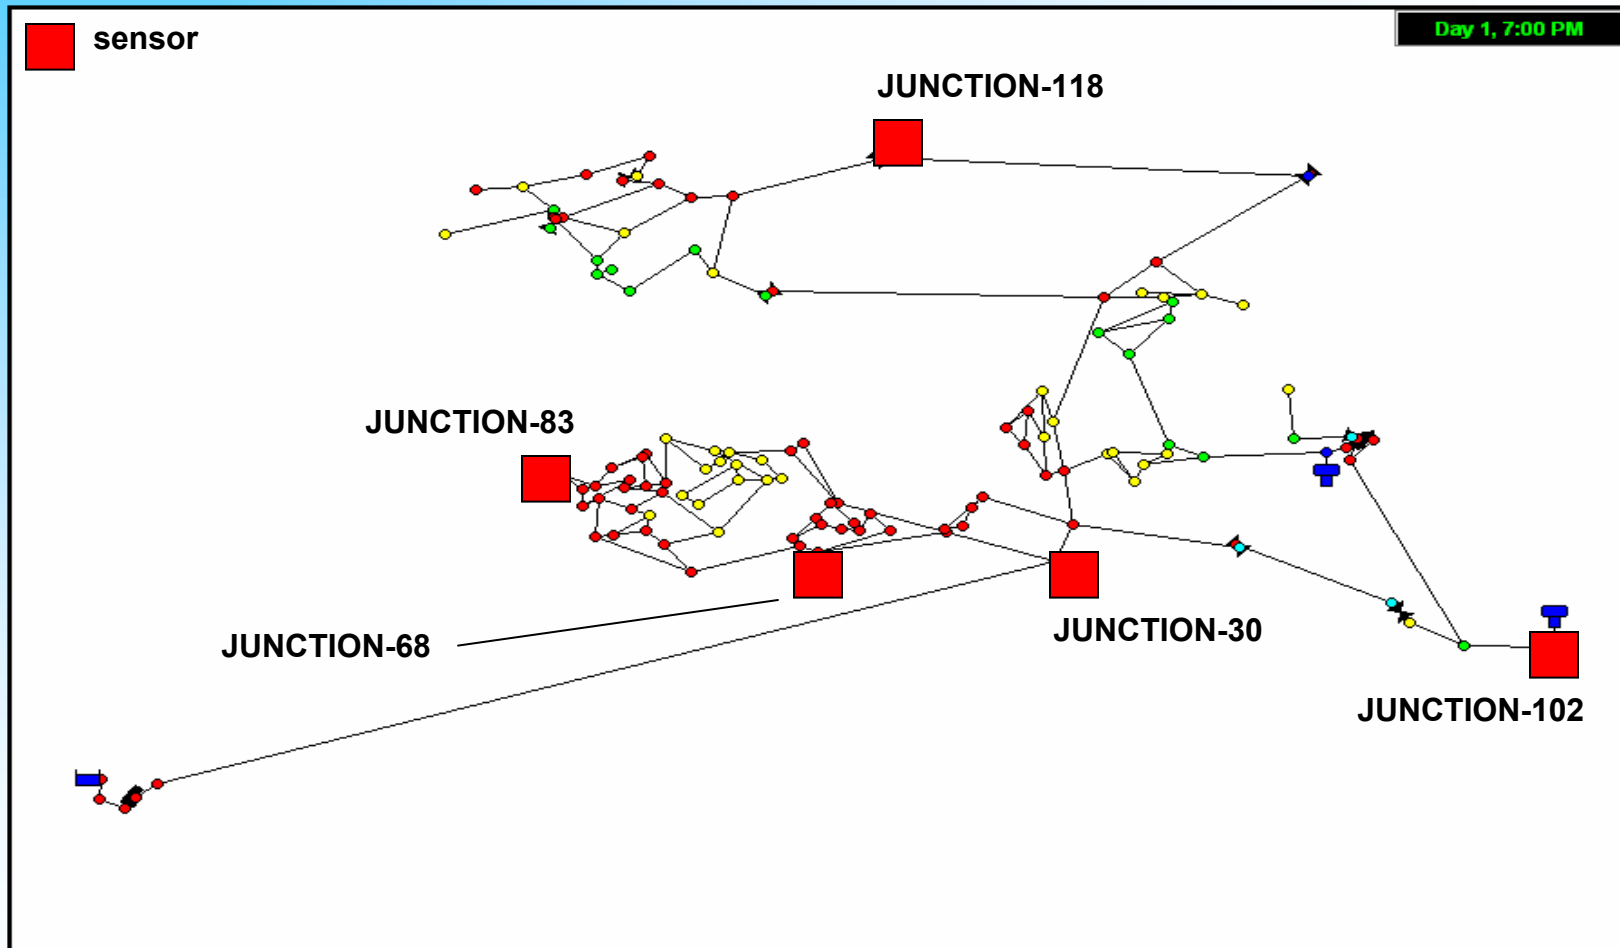 sensor
Day 1, 7:00 PM
JUNCTION-118
JUNCTION-83
JUNCTION-68
JUNCTION-30
JUNCTION-102